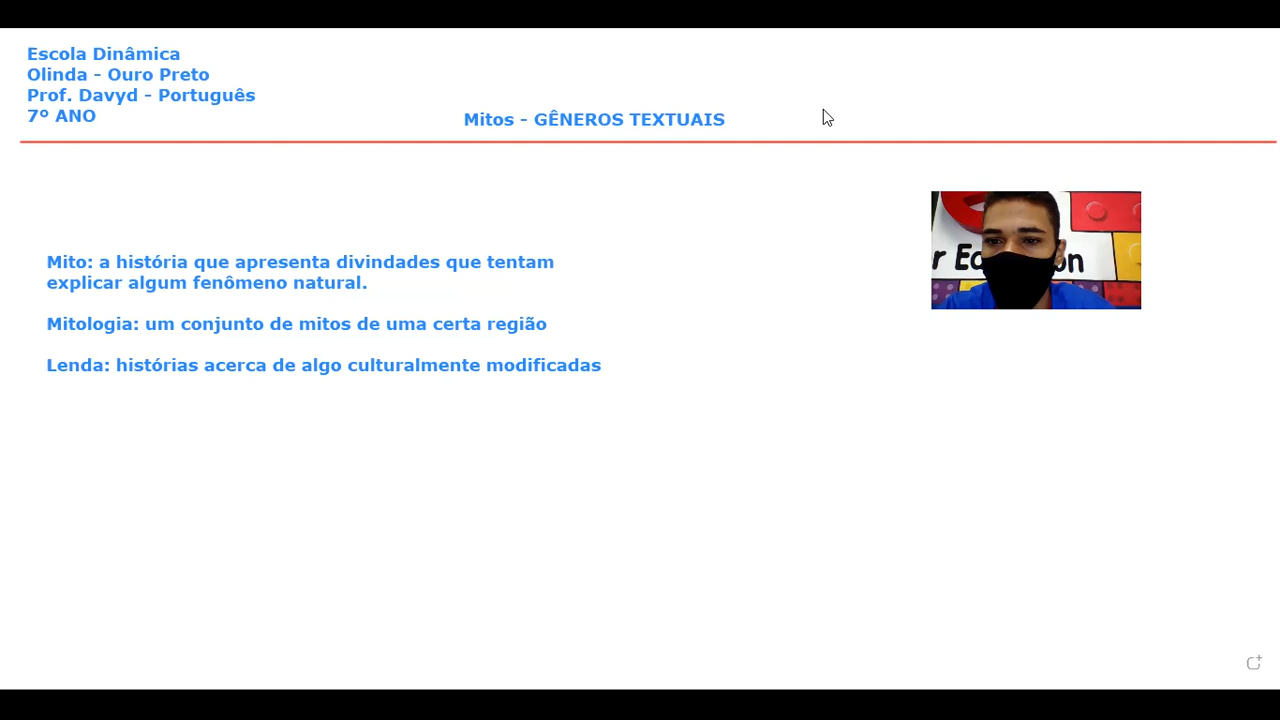 Escola Dinâmica
Olinda - Ouro Preto
Prof. Davyd - Português
7º ANO
Mitos - GÊNEROS TEXTUAIS
Mito: a história que apresenta divindades que tentam
explicar algum fenômeno natural.
Mitologia: um conjunto de mitos de uma certa região
Lenda: histórias acerca de algo culturalmente modificadas